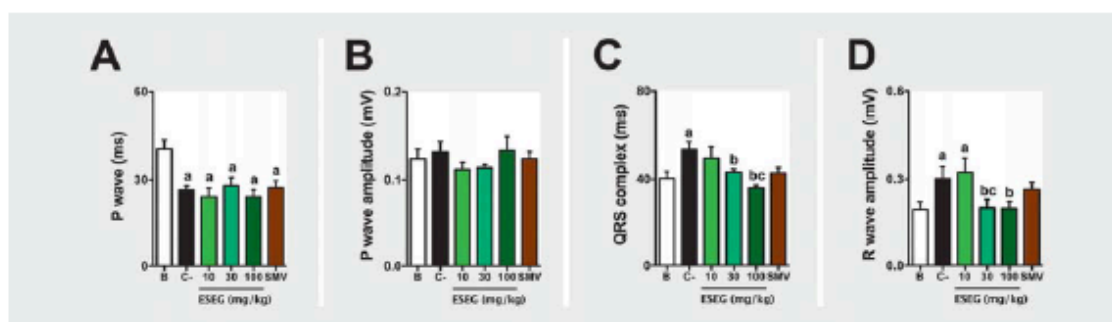 A
P wave (ms)
60
30
0
a a a a a
B C- 10 30 100 SMV
ESEG (mg/kg)
B
P wave amplitude (mV)
0.2
0.1
0.0
B C- 10 30 100 SMV
ESEG (mg/kg)
C
QRS complex (ms)
80
40
0
a b bc
B C- 10 30 100 SMV
ESEG (mg/kg)
D
R wave amplitude (mV)
0.6
0.3
0.0
a a bc b
B C- 10 30 100 SMV
ESEG (mg/kg)